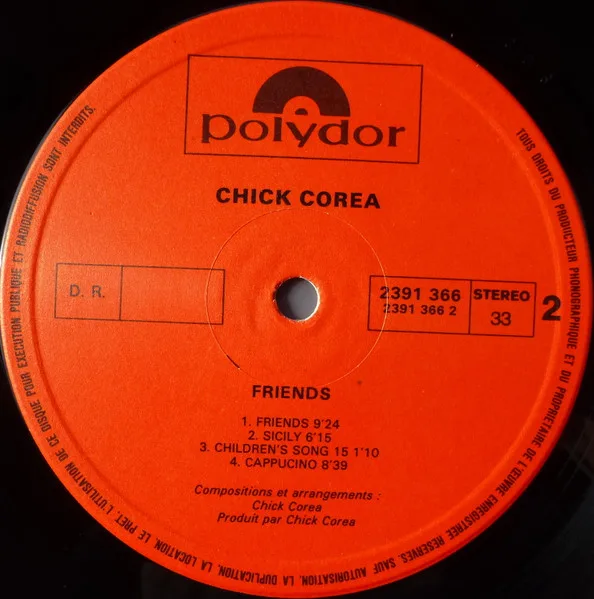 polydor
CHICK COREA
D. R.
2391 366
2391 366 2
STEREO
33
2
FRIENDS
1. FRIENDS 9'24
2. SICILY 6'15
3. CHILDREN'S SONG 15 1'10
4. CAPPUCINO 8'39
Compositions et arrangements :
Chick Corea
Produit par Chick Corea
TOUS DROITS DU PRODUCTEUR PHONOGRAPHIQUE ET DU PROPRIETAIRE DE L'ŒUVRE ENREGISTREE RESERVES. SAUF AUTORISATION, LA DUPLICATION, LA LOCATION, LE PRET, L'UTILISATION DE CE DISQUE POUR EXECUTION PUBLIQUE ET RADIODIFFUSION SONT INTERDITS.